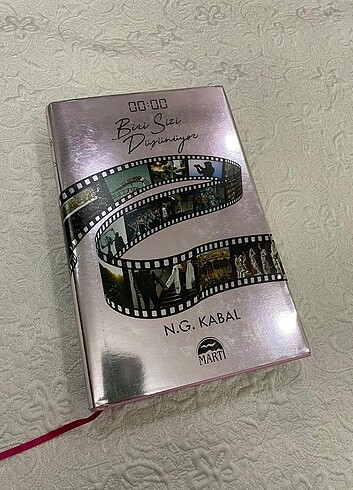 00:00
Biri Sizi
Düşünüyor
N.G. KABAL
MARTI